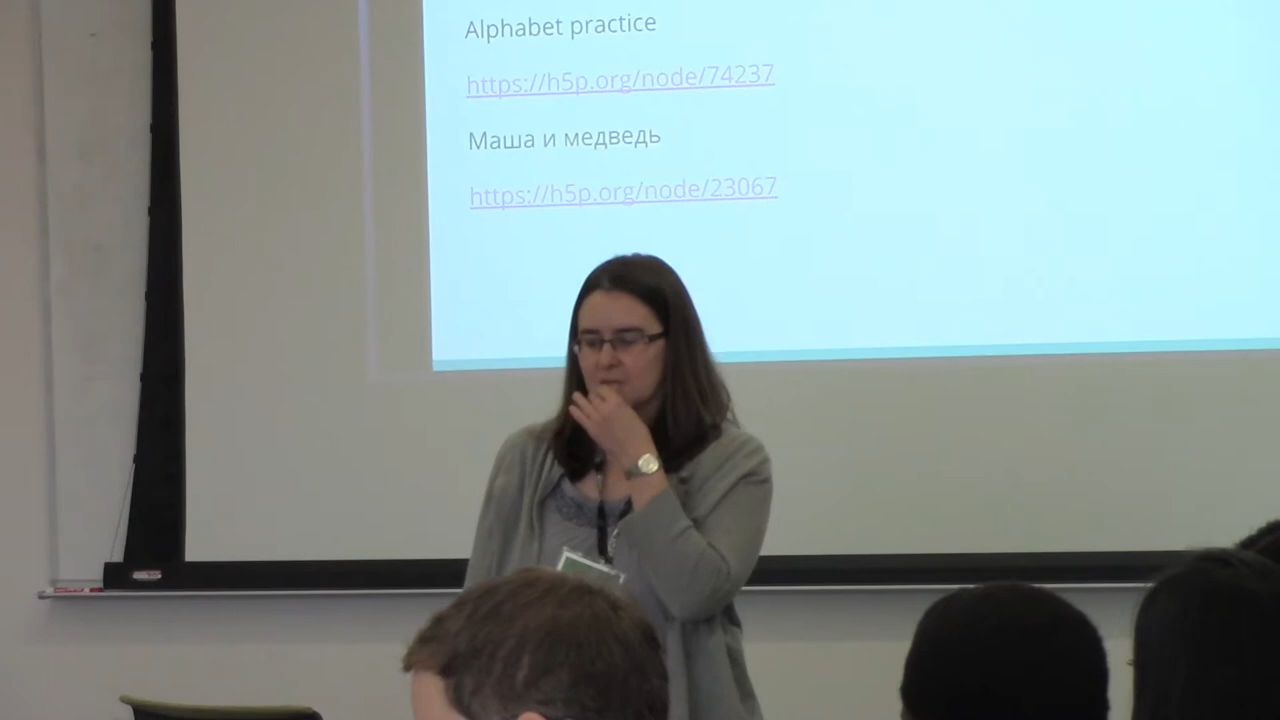 Alphabet practice
https://h5p.org/node/74237
Маша и медведь
https://h5p.org/node/23067